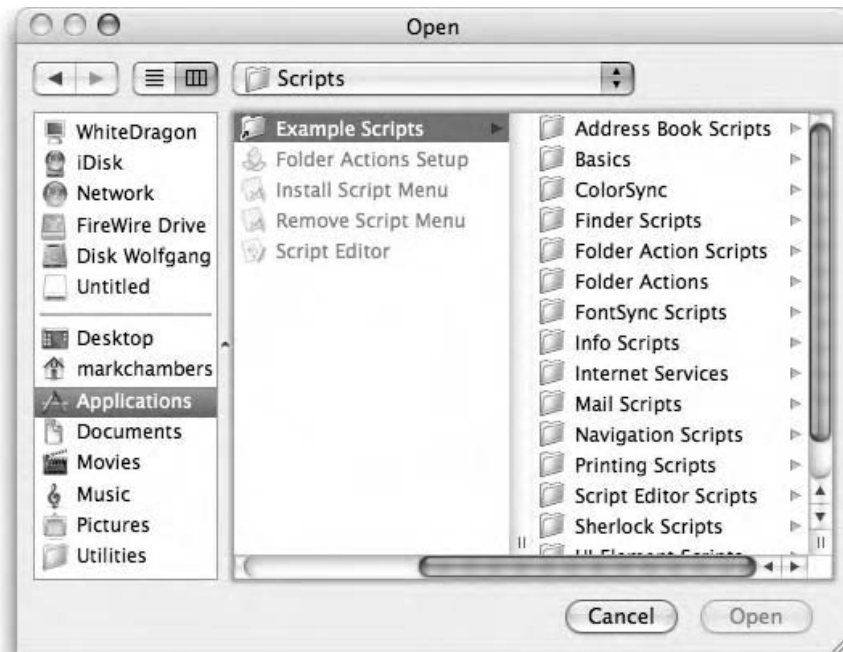 Open
Scripts
WhiteDragon
iDisk
Network
FireWire Drive
Disk Wolfgang
Untitled
Desktop
markchambers
Applications
Documents
Movies
Music
Pictures
Utilities
Example Scripts
Folder Actions Setup
Install Script Menu
Remove Script Menu
Script Editor
Address Book Scripts
Basics
ColorSync
Finder Scripts
Folder Action Scripts
Folder Actions
FontSync Scripts
Info Scripts
Internet Services
Mail Scripts
Navigation Scripts
Printing Scripts
Script Editor Scripts
Sherlock Scripts
UI Element Scripts
Cancel
Open